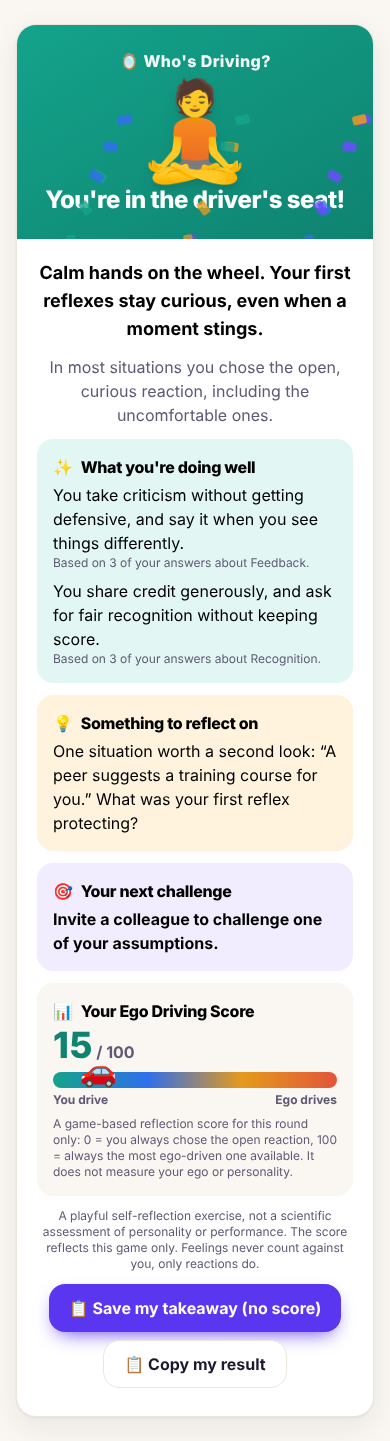 🪞 Who's Driving?
You're in the driver's seat!
Calm hands on the wheel. Your first
reflexes stay curious, even when a
moment stings.
In most situations you chose the open,
curious reaction, including the
uncomfortable ones.
✨ What you're doing well
You take criticism without getting
defensive, and say it when you see
things differently.
Based on 3 of your answers about Feedback.
You share credit generously, and ask
for fair recognition without keeping
score.
Based on 3 of your answers about Recognition.
💡 Something to reflect on
One situation worth a second look: “A
peer suggests a training course for
you.” What was your first reflex
protecting?
🎯 Your next challenge
Invite a colleague to challenge one
of your assumptions.
📊 Your Ego Driving Score
15 / 100
You drive Ego drives
A game-based reflection score for this round
only: 0 = you always chose the open reaction, 100
= always the most ego-driven one available. It
does not measure your ego or personality.
A playful self-reflection exercise, not a scientific
assessment of personality or performance. The score
reflects this game only. Feelings never count against
you, only reactions do.
📋 Save my takeaway (no score)
📋 Copy my result